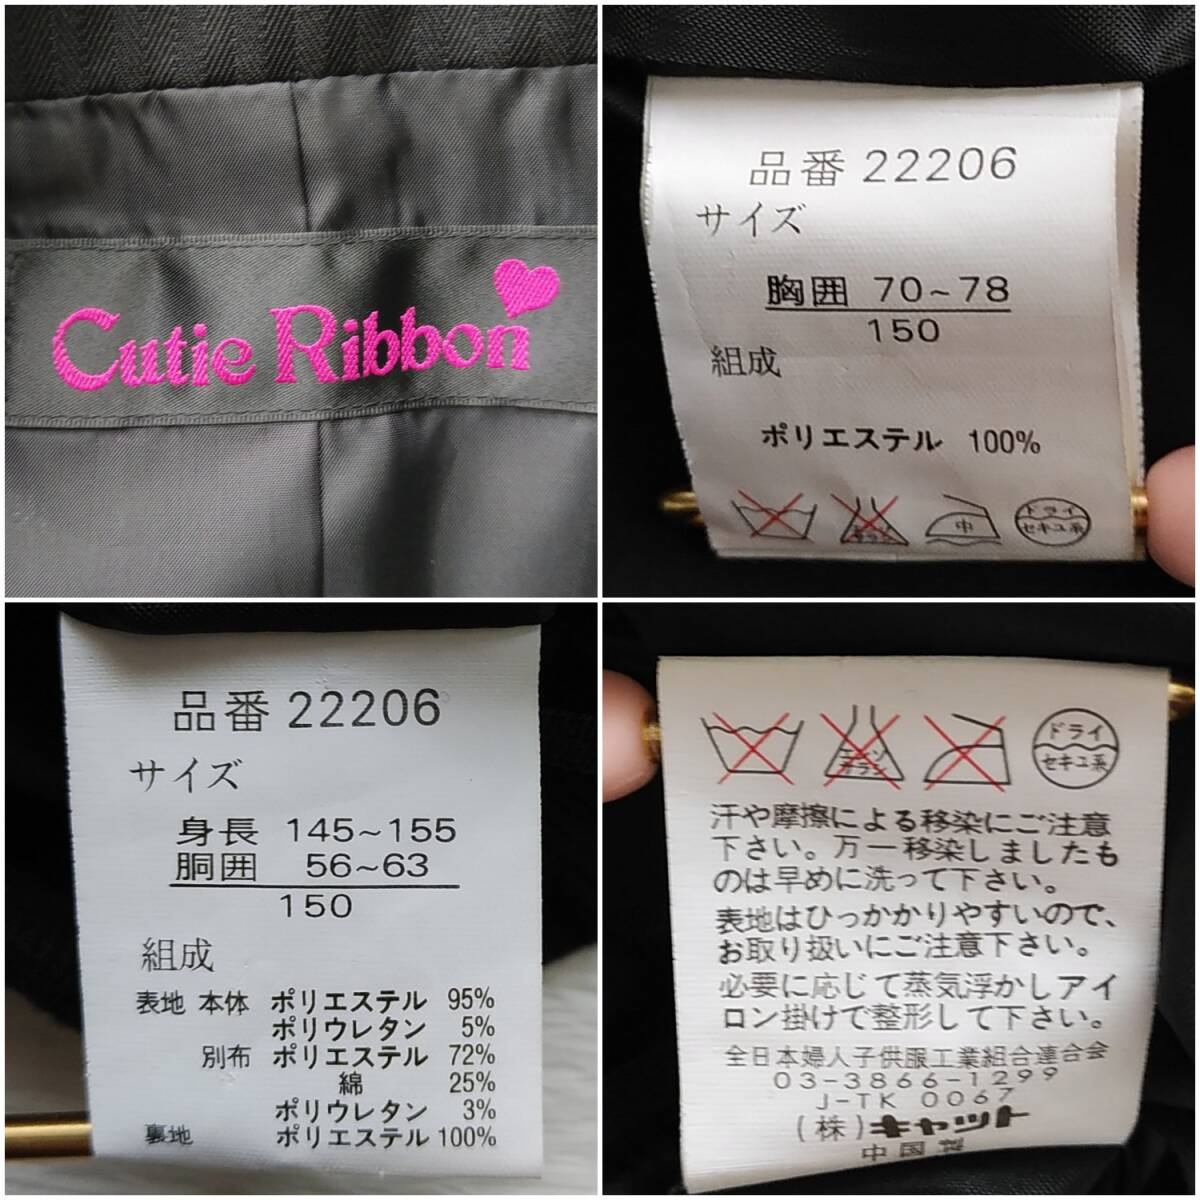 Cutie Ribbon
品番 22206
サイズ
胸囲 70~78
150
組成
ポリエステル 100%
中
ドライ
セキユ系
品番 22206
サイズ
身長 145~155
胴囲 56~63
150
組成
表地 本体 ポリエステル 95%
ポリウレタン 5%
別布 ポリエステル 72%
綿 25%
ポリウレタン 3%
裏地 ポリエステル 100%
エンソ
サラシ
ドライ
セキユ系
汗や摩擦による移染にご注意
下さい。万一移染しましたも
のは早めに洗って下さい。
表地はひっかかりやすいので、
お取り扱いにご注意下さい。
必要に応じて蒸気浮かしアイ
ロン掛けで整形して下さい。
全日本婦人子供服工業組合連合会
03-3866-1299
J-TK 0067
(株)キャット
中国製